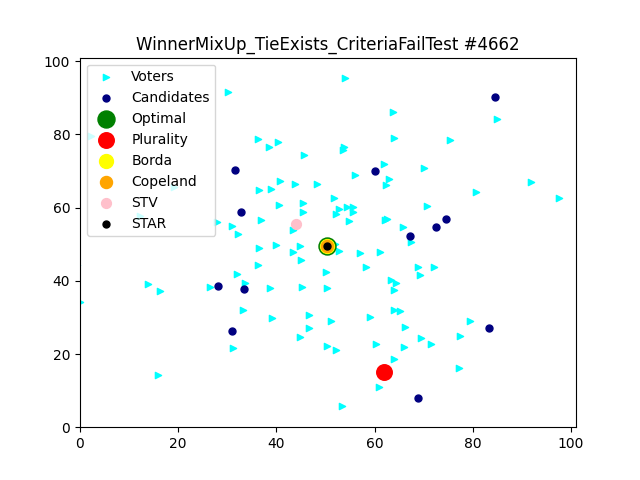 WinnerMixUp_TieExists_CriteriaFailTest #4662
100
80
60
40
20
0
Voters
Candidates
Optimal
Plurality
Borda
Copeland
STV
STAR
0 20 40 60 80 100